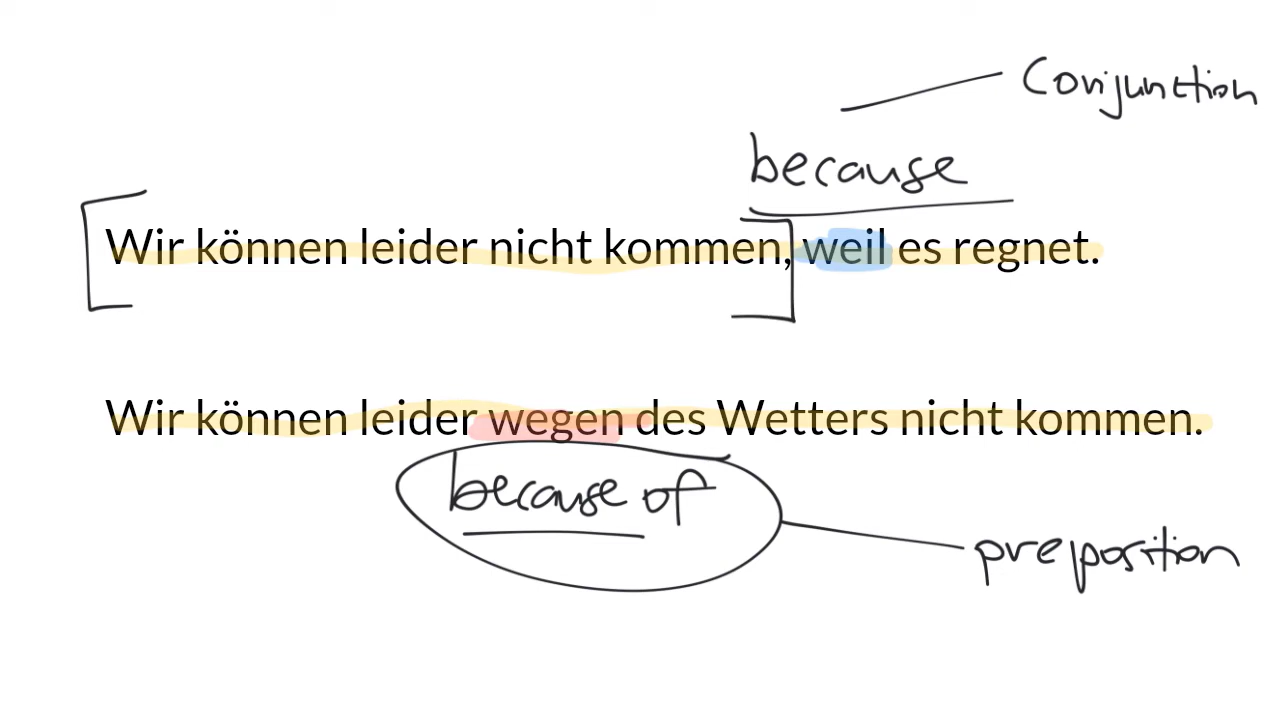 Conjunction
because
Wir können leider nicht kommen, weil es regnet.
Wir können leider wegen des Wetters nicht kommen.
because of
preposition